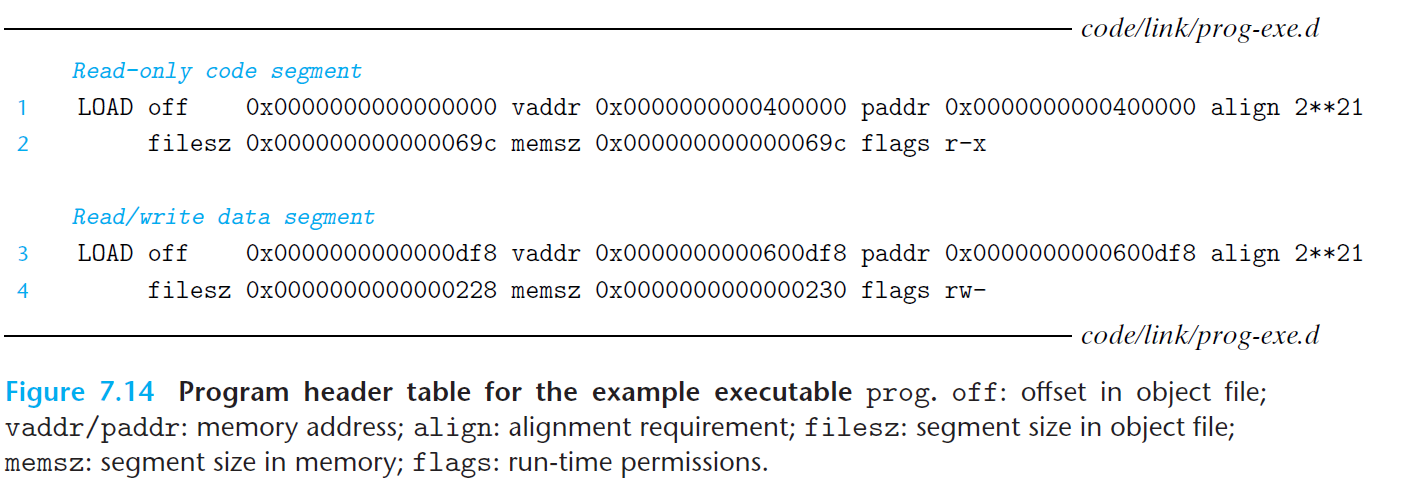 code/link/prog-exe.d
Read-only code segment
1 LOAD off 0x0000000000000000 vaddr 0x0000000000400000 paddr 0x0000000000400000 align 2**21
2 filesz 0x000000000000069c memsz 0x000000000000069c flags r-x
Read/write data segment
3 LOAD off 0x0000000000000df8 vaddr 0x0000000000600df8 paddr 0x0000000000600df8 align 2**21
4 filesz 0x0000000000000228 memsz 0x0000000000000230 flags rw-
code/link/prog-exe.d
Figure 7.14 Program header table for the example executable prog. off: offset in object file;
vaddr/paddr: memory address; align: alignment requirement; filesz: segment size in object file;
memsz: segment size in memory; flags: run-time permissions.